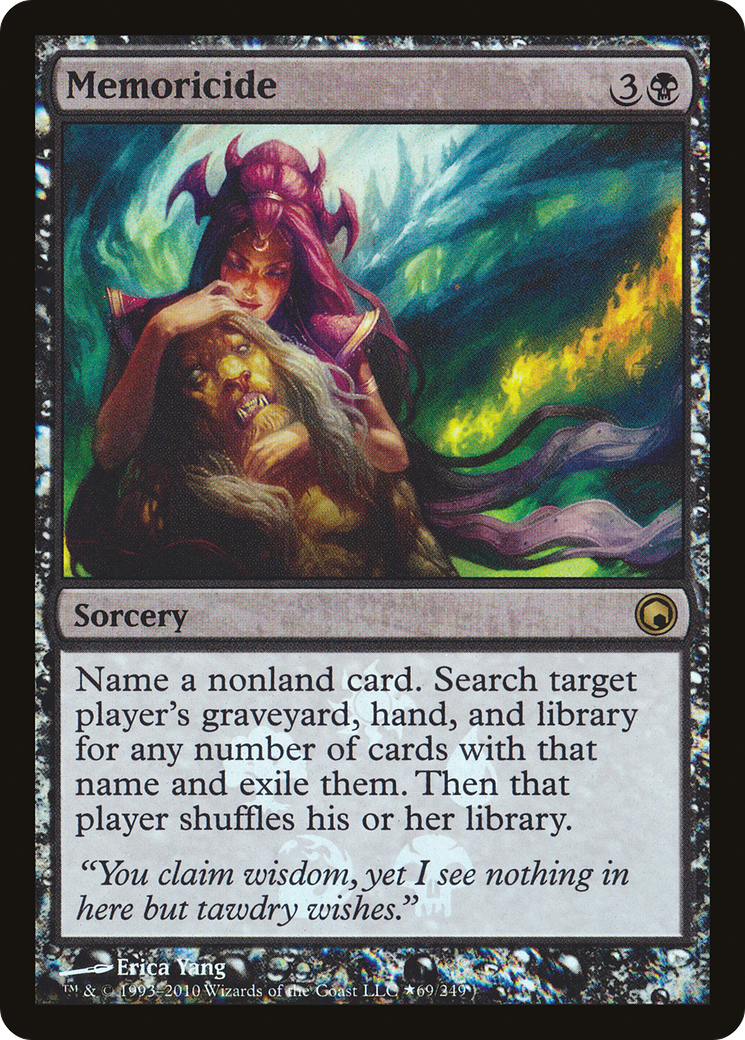 Memoricide 3
Sorcery
Name a nonland card. Search target
player's graveyard, hand, and library
for any number of cards with that
name and exile them. Then that
player shuffles his or her library.
“You claim wisdom, yet I see nothing in
here but tawdry wishes.”
Erica Yang
™ & © 1993–2010 Wizards of the Coast LLC ★69/249